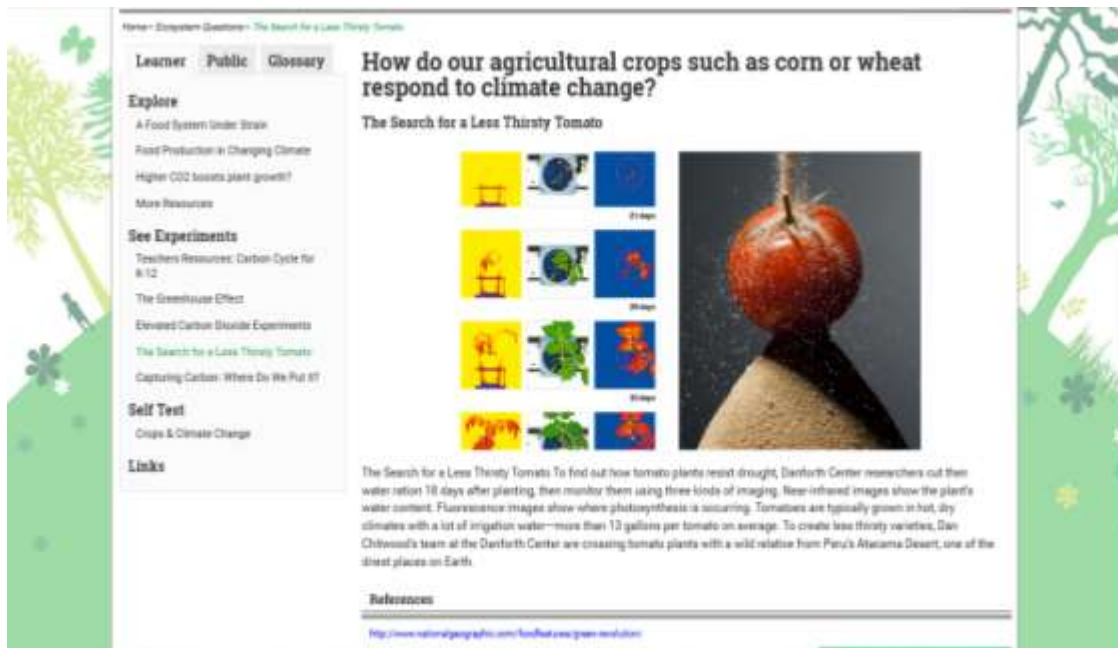 Home> Ecosystem Questions> The Search for a Less Thirsty Tomato
Learner Public Glossary
Explore
A Food System Under Strain
Food Production in Changing Climate
Higher CO2 boosts plant growth?
More Resources
See Experiments
Teachers Resources: Carbon Cycle for
K-12
The Greenhouse Effect
Elevated Carbon Dioxide Experiments
The Search for a Less Thirsty Tomato
Capturing Carbon: Where Do We Put It?
Self Test
Crops & Climate Change
Links
How do our agricultural crops such as corn or wheat
respond to climate change?
The Search for a Less Thirsty Tomato
days
days
days
The Search for a Less Thirsty Tomato To find out how tomato plants resist drought, Danforth Center researchers cut their
water ration 18 days after planting, then monitor them using three kinds of imaging. Near-infrared images show the plant's
water content. Fluorescence images show where photosynthesis is occurring. Tomatoes are typically grown in hot, dry
climates with a lot of irrigation water—more than 13 gallons per tomato on average. To create less thirsty varieties, Dan
Chitwood's team at the Danforth Center are crossing tomato plants with a wild relative from Peru's Atacama Desert, one of the
driest places on Earth.
References
http://www.nationalgeographic.com/foodfeatures/green-revolution/